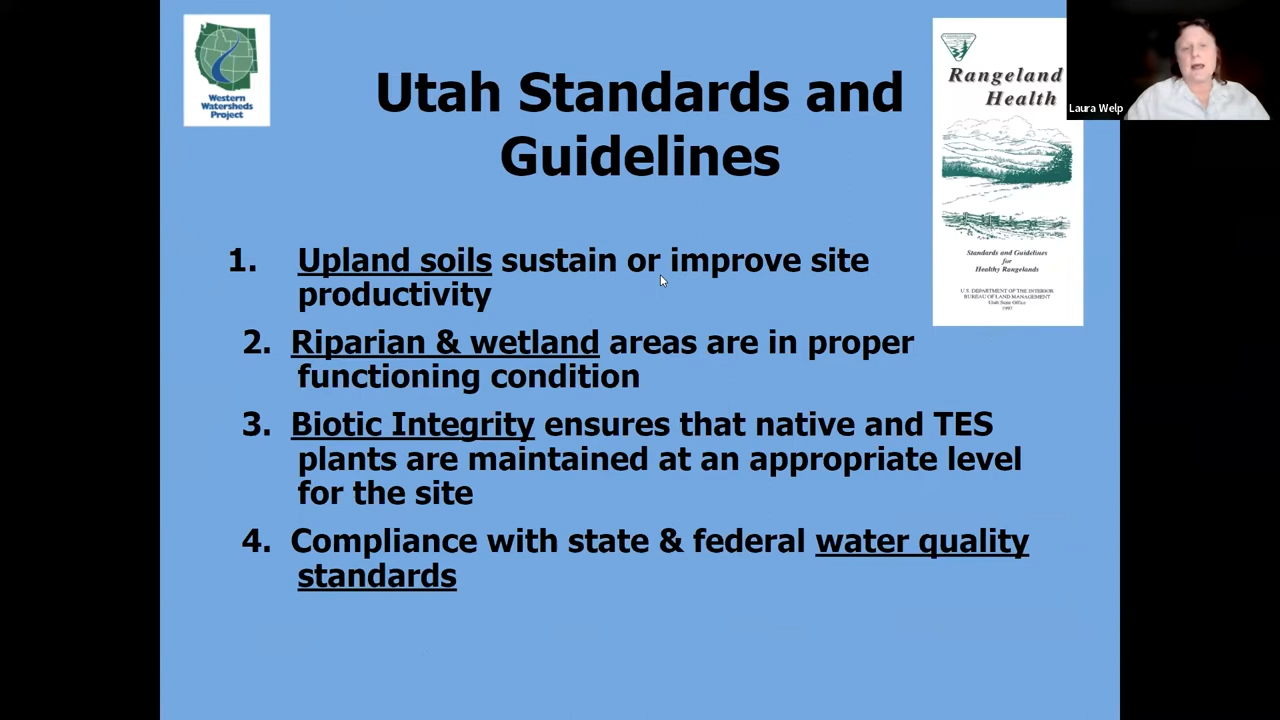 Western
Watersheds
Project
Utah Standards and
Guidelines
Rangeland
Health
Standards and Guidelines
for
Healthy Rangelands
U.S. DEPARTMENT OF THE INTERIOR
BUREAU OF LAND MANAGEMENT
Utah State Office
1997
Laura Welp
1. Upland soils sustain or improve site
productivity
2. Riparian & wetland areas are in proper
functioning condition
3. Biotic Integrity ensures that native and TES
plants are maintained at an appropriate level
for the site
4. Compliance with state & federal water quality
standards